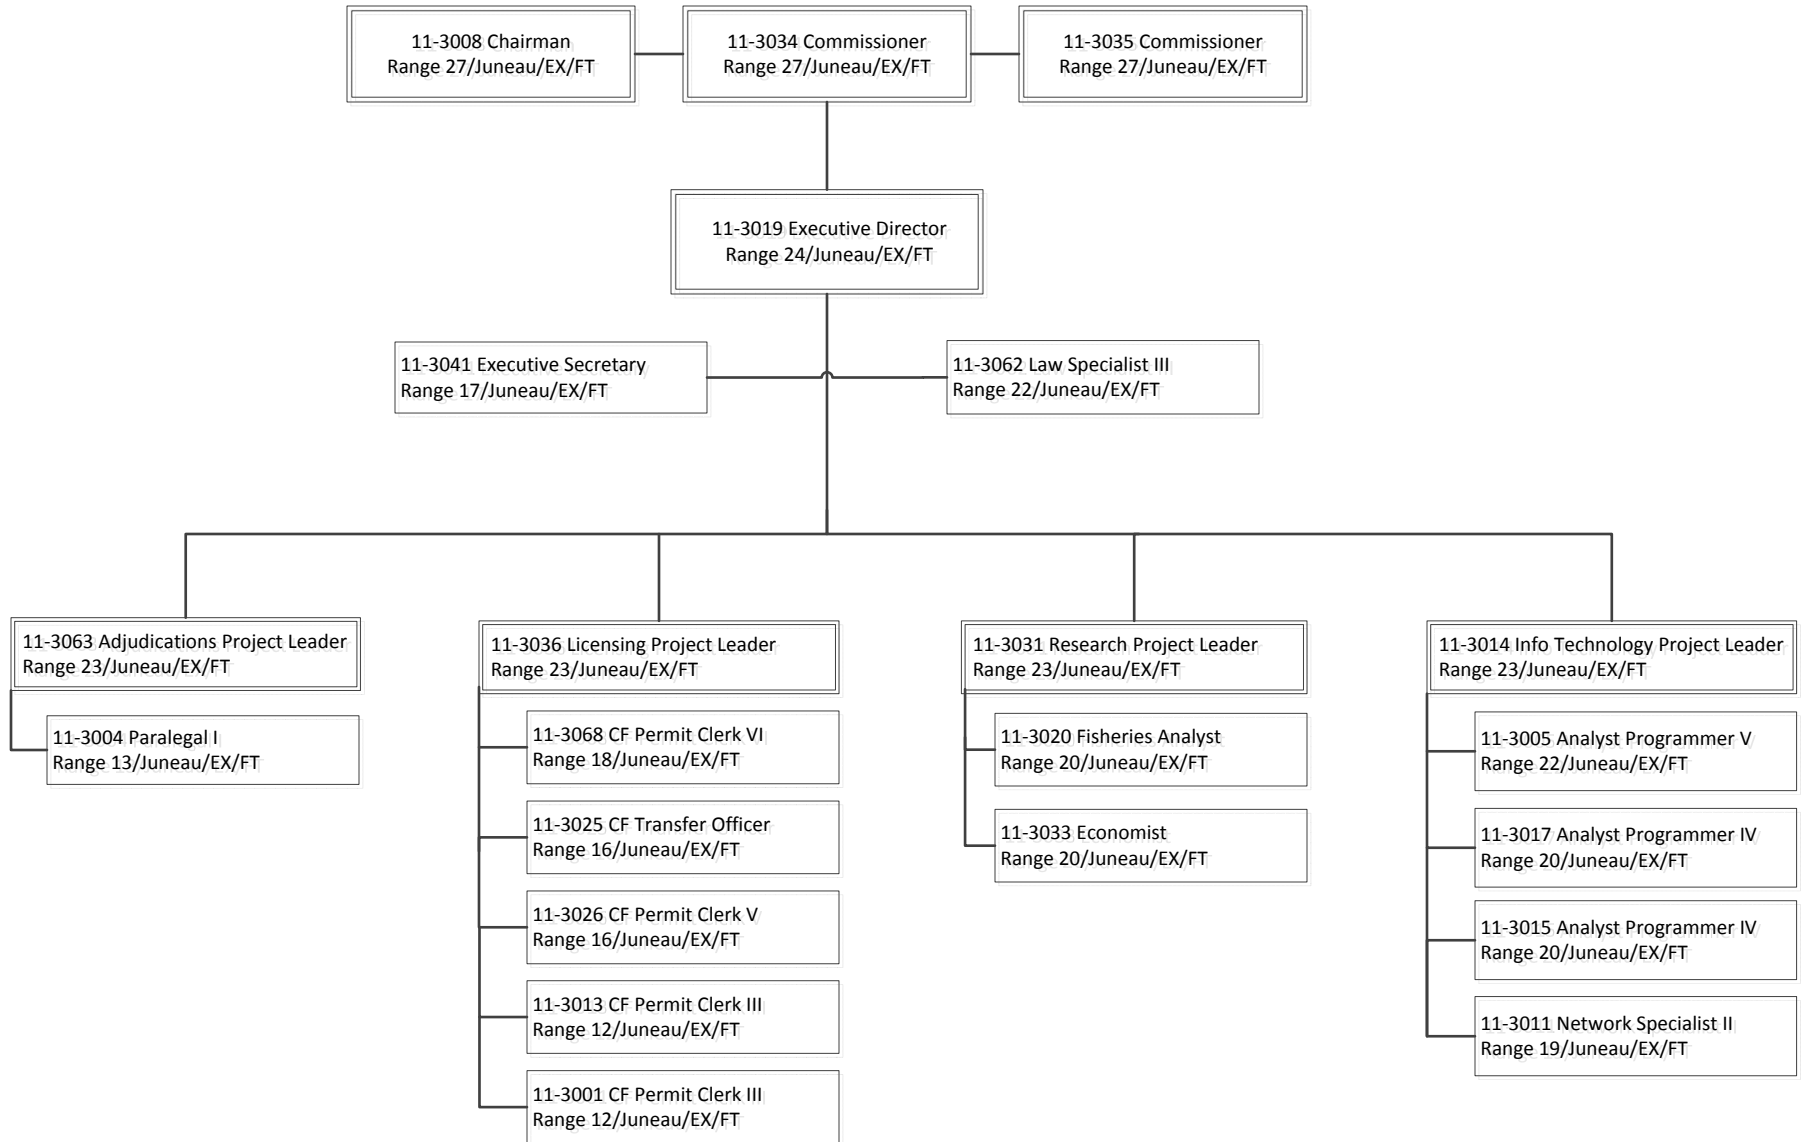 11-3008 Chairman
Range 27/Juneau/EX/FT
11-3034 Commissioner
Range 27/Juneau/EX/FT
11-3035 Commissioner
Range 27/Juneau/EX/FT
11-3019 Executive Director
Range 24/Juneau/EX/FT
11-3041 Executive Secretary
Range 17/Juneau/EX/FT
11-3062 Law Specialist III
Range 22/Juneau/EX/FT
11-3063 Adjudications Project Leader
Range 23/Juneau/EX/FT
11-3004 Paralegal I
Range 13/Juneau/EX/FT
11-3036 Licensing Project Leader
Range 23/Juneau/EX/FT
11-3068 CF Permit Clerk VI
Range 18/Juneau/EX/FT
11-3025 CF Transfer Officer
Range 16/Juneau/EX/FT
11-3026 CF Permit Clerk V
Range 16/Juneau/EX/FT
11-3013 CF Permit Clerk III
Range 12/Juneau/EX/FT
11-3001 CF Permit Clerk III
Range 12/Juneau/EX/FT
11-3031 Research Project Leader
Range 23/Juneau/EX/FT
11-3020 Fisheries Analyst
Range 20/Juneau/EX/FT
11-3033 Economist
Range 20/Juneau/EX/FT
11-3014 Info Technology Project Leader
Range 23/Juneau/EX/FT
11-3005 Analyst Programmer V
Range 22/Juneau/EX/FT
11-3017 Analyst Programmer IV
Range 20/Juneau/EX/FT
11-3015 Analyst Programmer IV
Range 20/Juneau/EX/FT
11-3011 Network Specialist II
Range 19/Juneau/EX/FT